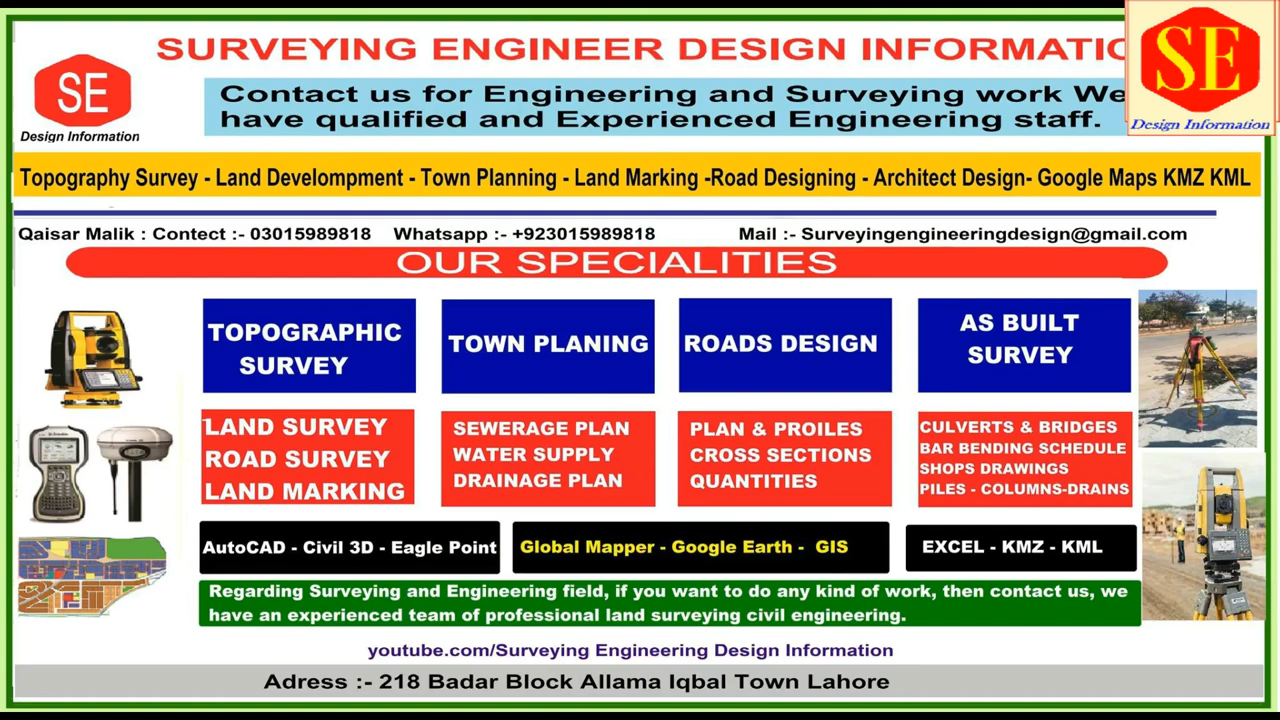 SURVEYING ENGINEER DESIGN INFORMATIO
SE
Design Information
SE
Design Information
Contact us for Engineering and Surveying work We
have qualified and Experienced Engineering staff.
Topography Survey - Land Develompment - Town Planning - Land Marking -Road Designing - Architect Design- Google Maps KMZ KML
Qaisar Malik : Contect :- 03015989818 Whatsapp :- +923015989818 Mail :- Surveyingengineeringdesign@gmail.com
OUR SPECIALITIES
TOPOGRAPHIC
SURVEY
TOWN PLANING
ROADS DESIGN
AS BUILT
SURVEY
LAND SURVEY
ROAD SURVEY
LAND MARKING
SEWERAGE PLAN
WATER SUPPLY
DRAINAGE PLAN
PLAN & PROILES
CROSS SECTIONS
QUANTITIES
CULVERTS & BRIDGES
BAR BENDING SCHEDULE
SHOPS DRAWINGS
PILES - COLUMNS-DRAINS
AutoCAD - Civil 3D - Eagle Point
Global Mapper - Google Earth - GIS
EXCEL - KMZ - KML
Regarding Surveying and Engineering field, if you want to do any kind of work, then contact us, we
have an experienced team of professional land surveying civil engineering.
youtube.com/Surveying Engineering Design Information
Adress :- 218 Badar Block Allama Iqbal Town Lahore